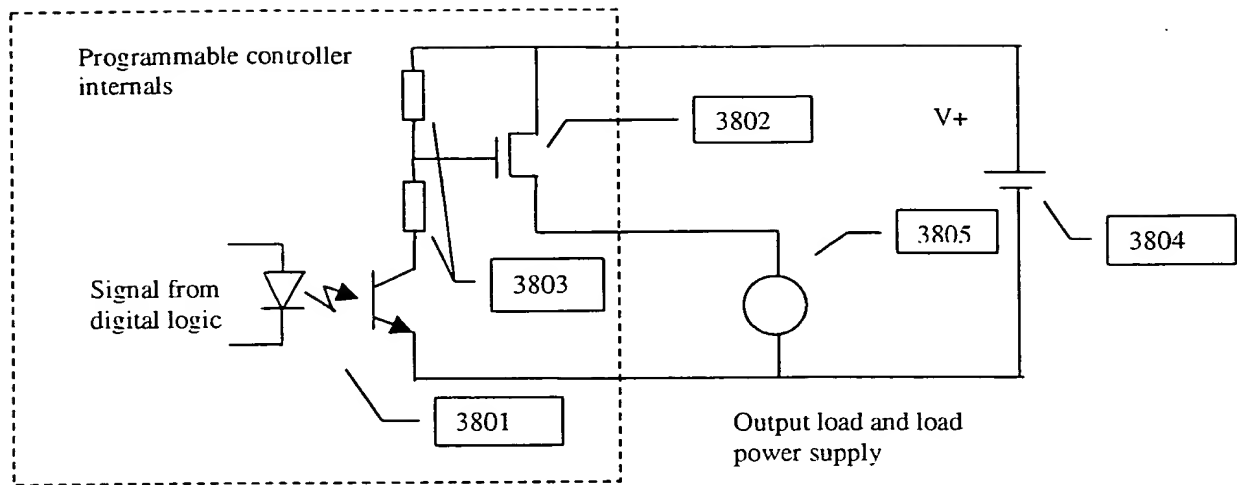 Programmable controller
internals
3802
V+
3805
3804
3803
Signal from
digital logic
3801
Output load and load
power supply